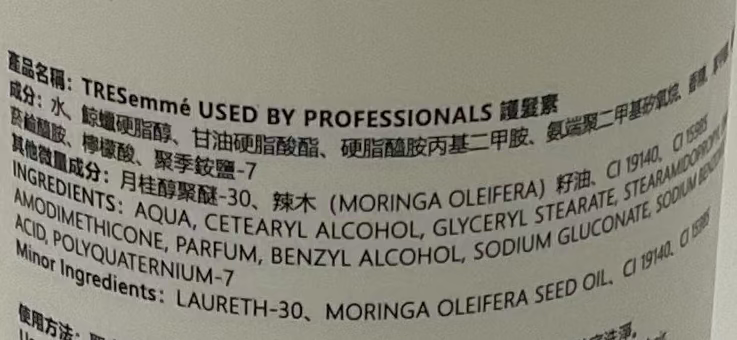 產品名稱：TRESemmé USED BY PROFESSIONALS 護髮素
成分：水、鯨蠟硬脂醇、甘油硬脂酸酯、硬脂醯胺丙基二甲胺、氨端聚二甲基矽氧烷、香精、
醯胺、檸檬酸、聚季銨鹽-7
其他微量成分：月桂醇聚醚-30、辣木（MORINGA OLEIFERA）籽油、CI 19140、CI 15985
INGREDIENTS：AQUA, CETEARYL ALCOHOL, GLYCERYL STEARATE, STEARAMIDOPROPYL
AMODIMETHICONE, PARFUM, BENZYL ALCOHOL, SODIUM GLUCONATE, SODIUM
ACID, POLYQUATERNIUM-7
Minor Ingredients：LAURETH-30、MORINGA OLEIFERA SEED OIL、CI 19140、CI 15985
使用方法：
洗淨。